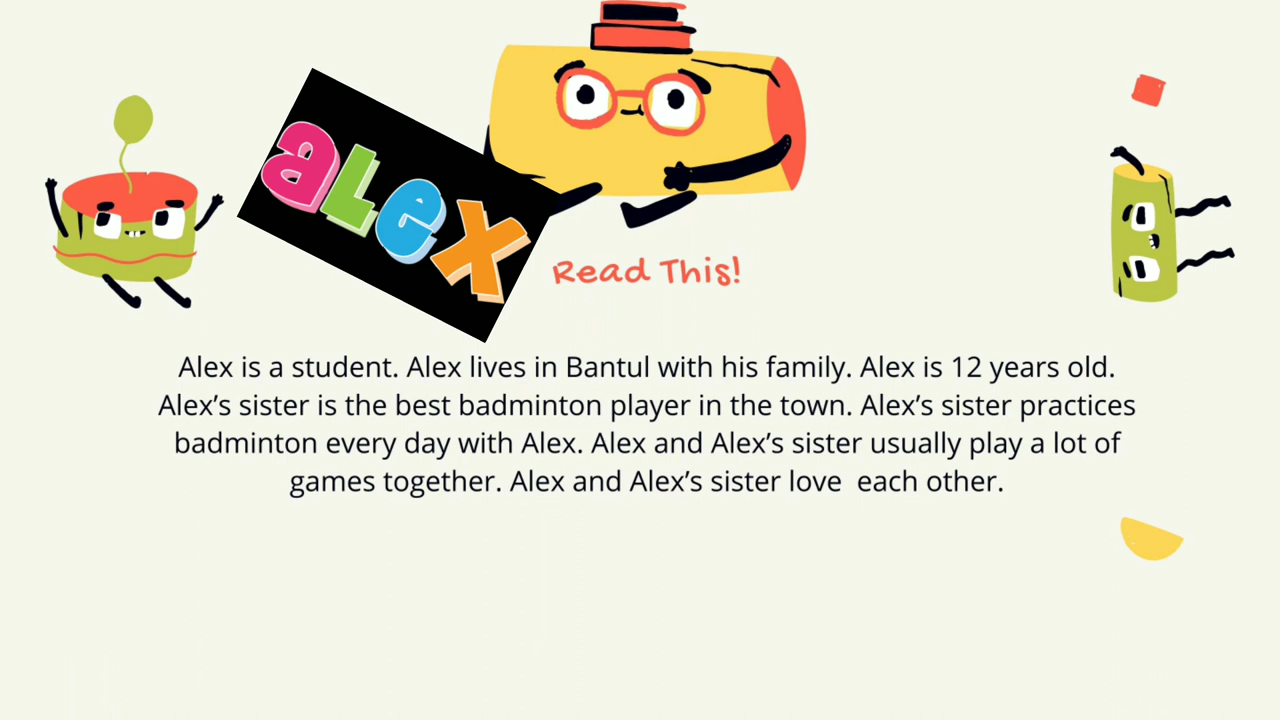 aLex
Read This!
Alex is a student. Alex lives in Bantul with his family. Alex is 12 years old.
Alex’s sister is the best badminton player in the town. Alex’s sister practices
badminton every day with Alex. Alex and Alex’s sister usually play a lot of
games together. Alex and Alex’s sister love  each other.